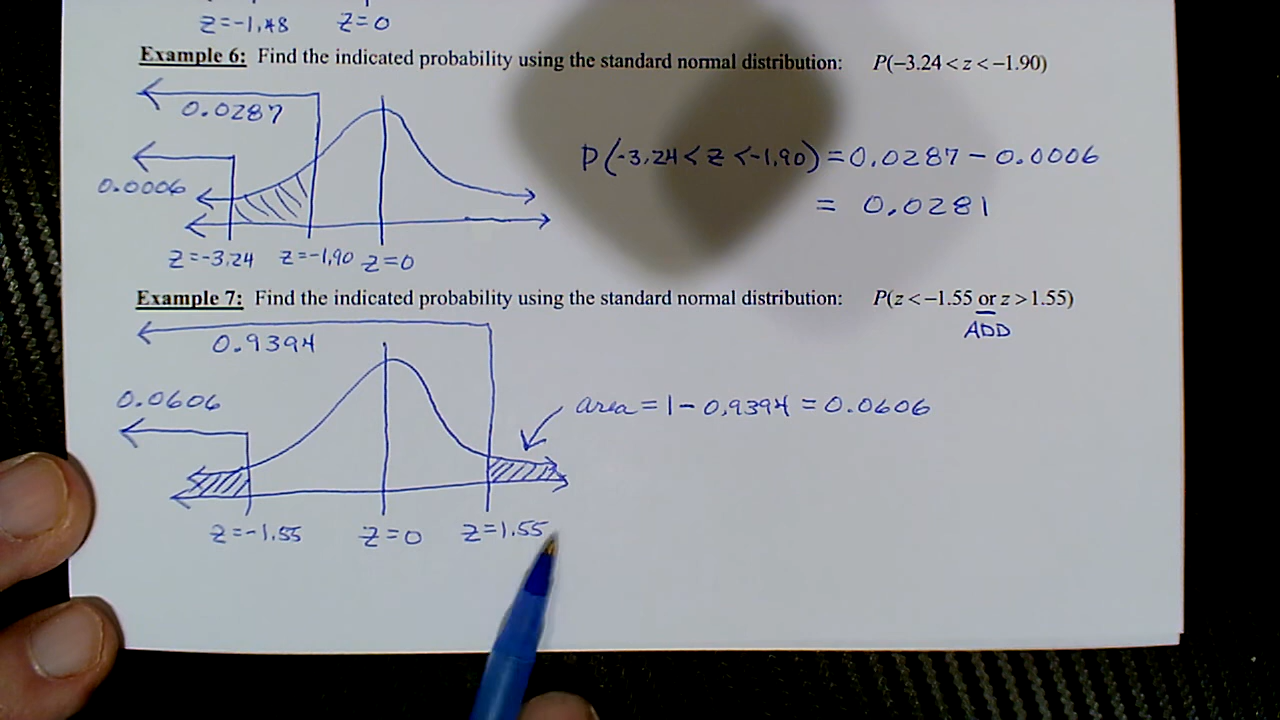 z=-1.48 z=0
Example 6: Find the indicated probability using the standard normal distribution: P(−3.24 < z < −1.90)
0.0287
P(-3.24 < z < -1.90) = 0.0287 - 0.0006
0.0006
= 0.0281
z=-3.24 z=-1.90 z=0
Example 7: Find the indicated probability using the standard normal distribution: P(z < −1.55 or z > 1.55)
ADD
0.9394
0.0606
area = 1 - 0.9394 = 0.0606
z=-1.55 z=0 z=1.55